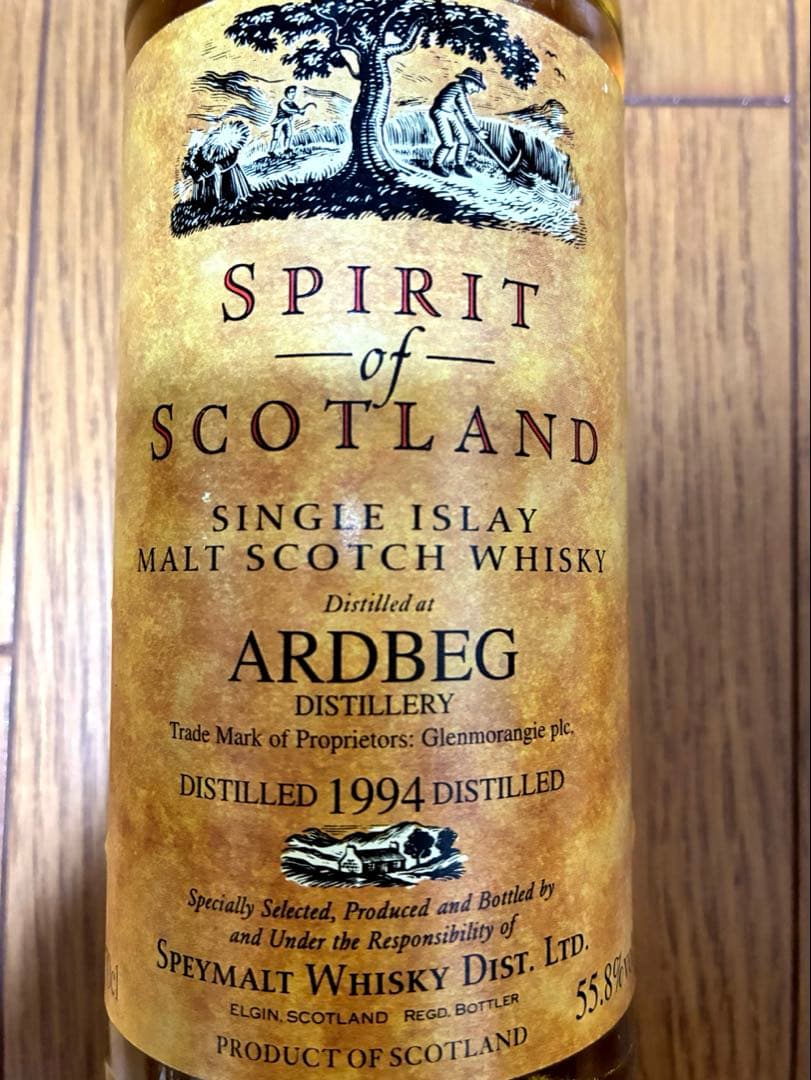 SPIRIT
of
SCOTLAND
SINGLE ISLAY
MALT SCOTCH WHISKY
Distilled at
ARDBEG
DISTILLERY
Trade Mark of Proprietors: Glenmorangie plc.
DISTILLED 1994 DISTILLED
Specially Selected, Produced and Bottled by
and Under the Responsibility of
SPEYMALT WHISKY DIST. LTD.
ELGIN, SCOTLAND REGD. BOTTLER
55.8%
PRODUCT OF SCOTLAND